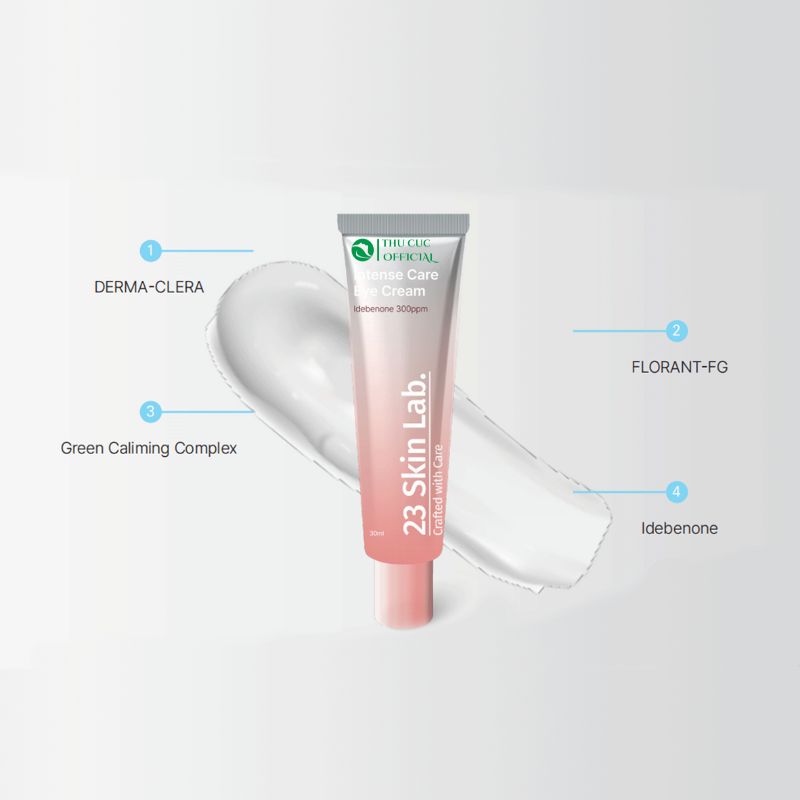 1
DERMA-CLERA
2
FLORANT-FG
3
Green Caliming Complex
4
Idebenone
THU CUC
OFFICIAL
Intense Care
Eye Cream
Idebenone 300ppm
23 Skin Lab.
Crafted with Care
30ml